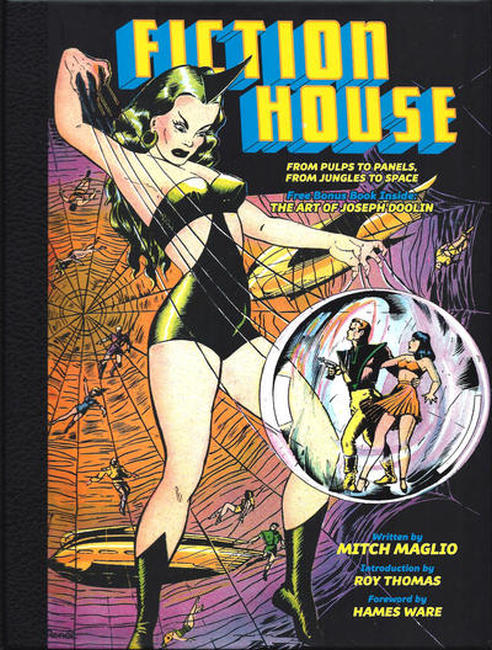 FICTION
HOUSE
FROM PULPS TO PANELS,
FROM JUNGLES TO SPACE
Free Bonus Book Inside:
THE ART OF JOSEPH DOOLIN
Written by
MITCH MAGLIO
Introduction by
ROY THOMAS
Foreword by
HAMES WARE